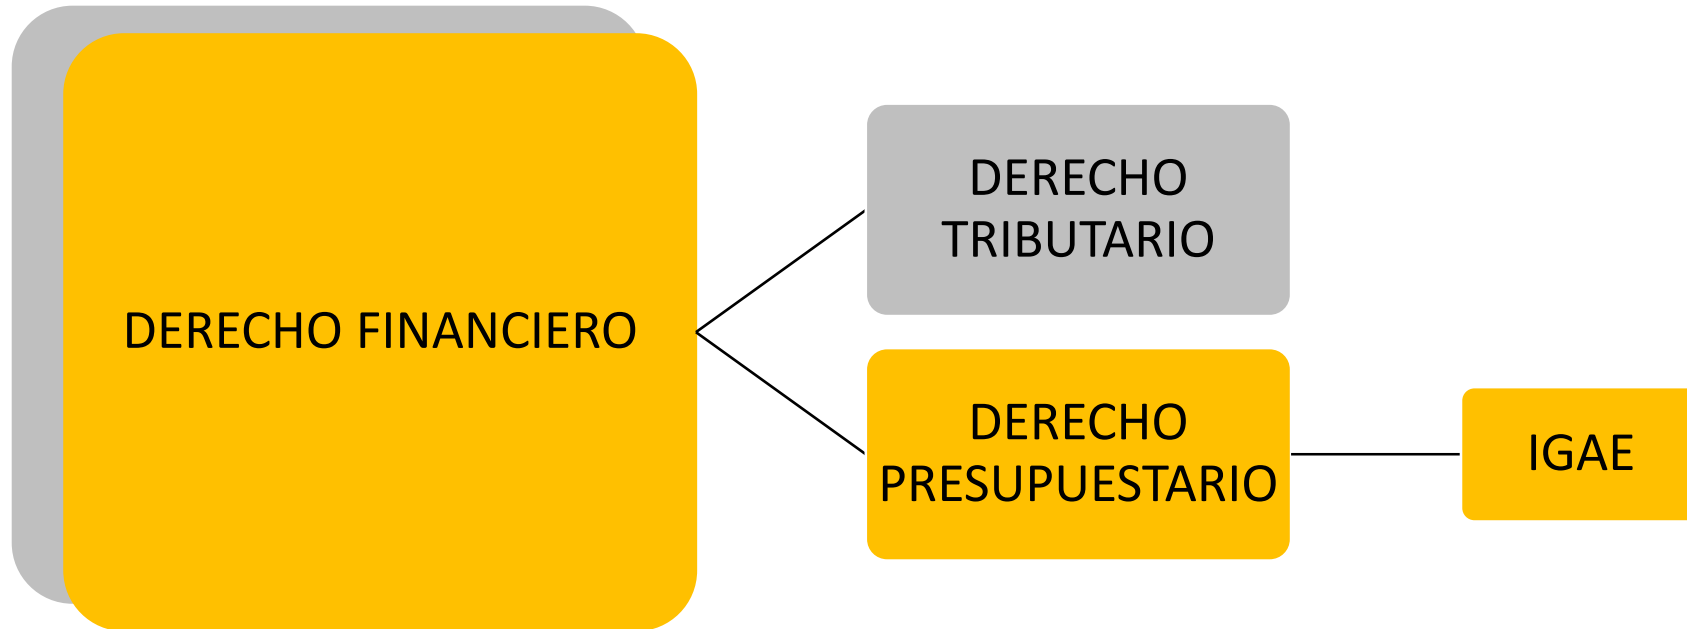 DERECHO FINANCIERO
DERECHO
TRIBUTARIO
DERECHO
PRESUPUESTARIO
IGAE